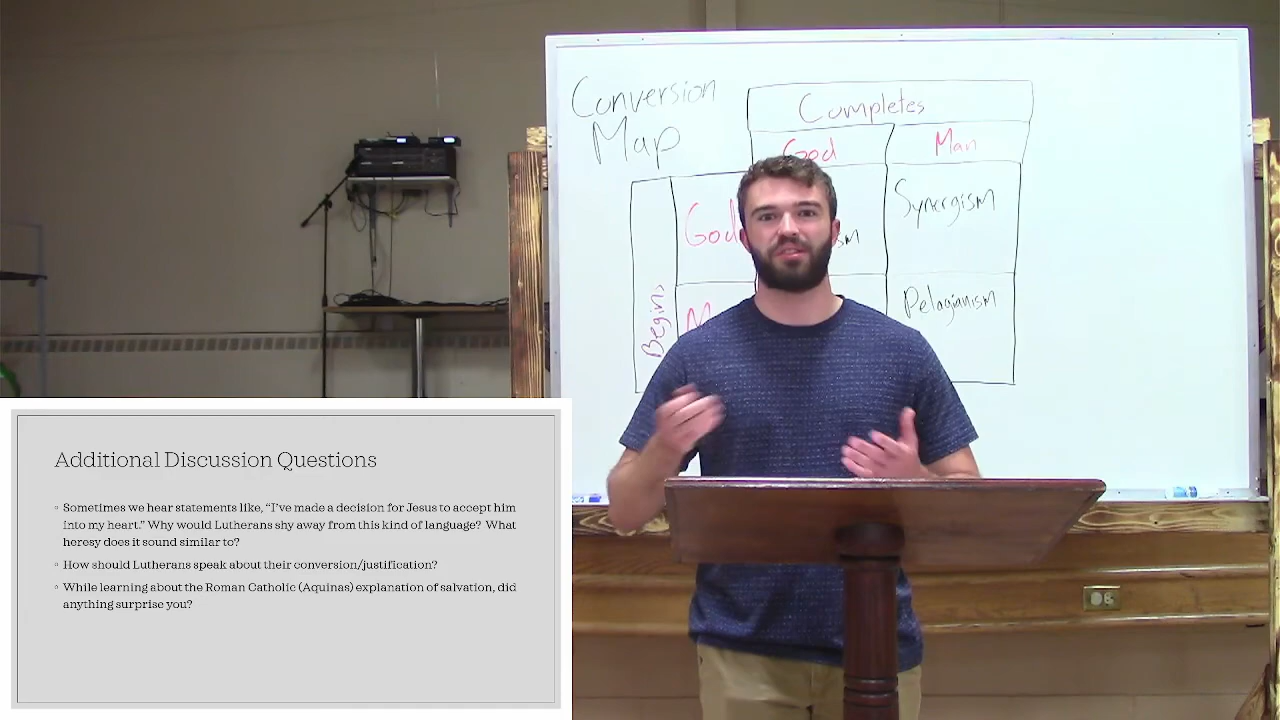 Conversion
Map
Completes
God
Man
God
Synergism
Begins
Pelagianism
Additional Discussion Questions
Sometimes we hear statements like, “I’ve made a decision for Jesus to accept him
into my heart.” Why would Lutherans shy away from this kind of language? What
heresy does it sound similar to?
How should Lutherans speak about their conversion/justification?
While learning about the Roman Catholic (Aquinas) explanation of salvation, did
anything surprise you?